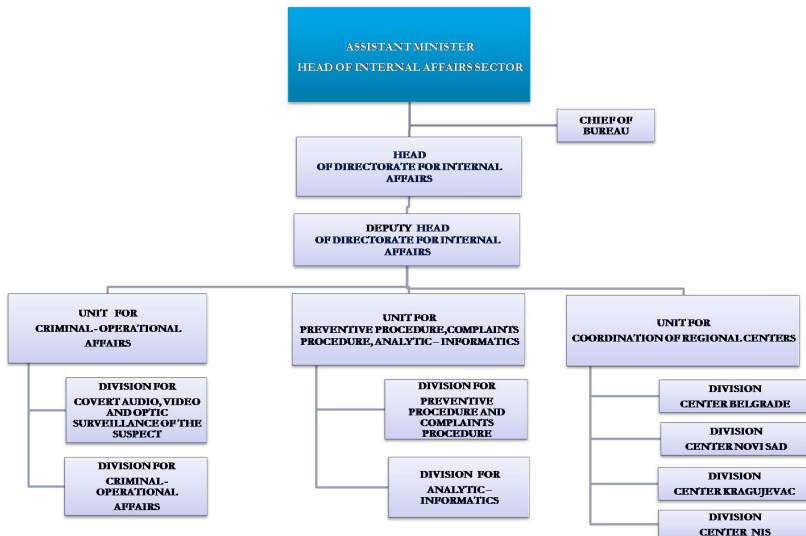 ASSISTANT MINISTER
HEAD OF INTERNAL AFFAIRS SECTOR
CHIEF OF
BUREAU
HEAD
OF DIRECTORATE FOR INTERNAL
AFFAIRS
DEPUTY HEAD
OF DIRECTORATE FOR INTERNAL
AFFAIRS
UNIT FOR
CRIMINAL - OPERATIONAL
AFFAIRS
DIVISION FOR
COVERT AUDIO, VIDEO
AND OPTIC
SURVEILLANCE OF THE
SUSPECT
DIVISION FOR
CRIMINAL -
OPERATIONAL
AFFAIRS
UNIT FOR
PREVENTIVE PROCEDURE, COMPLAINTS
PROCEDURE, ANALYTIC – INFORMATICS
DIVISION FOR
PREVENTIVE
PROCEDURE AND
COMPLAINTS
PROCEDURE
DIVISION FOR
ANALYTIC –
INFORMATICS
UNIT FOR
COORDINATION OF REGIONAL CENTERS
DIVISION
CENTER BELGRADE
DIVISION
CENTER NOVI SAD
DIVISION
CENTER KRAGUJEVAC
DIVISION
CENTER NIS